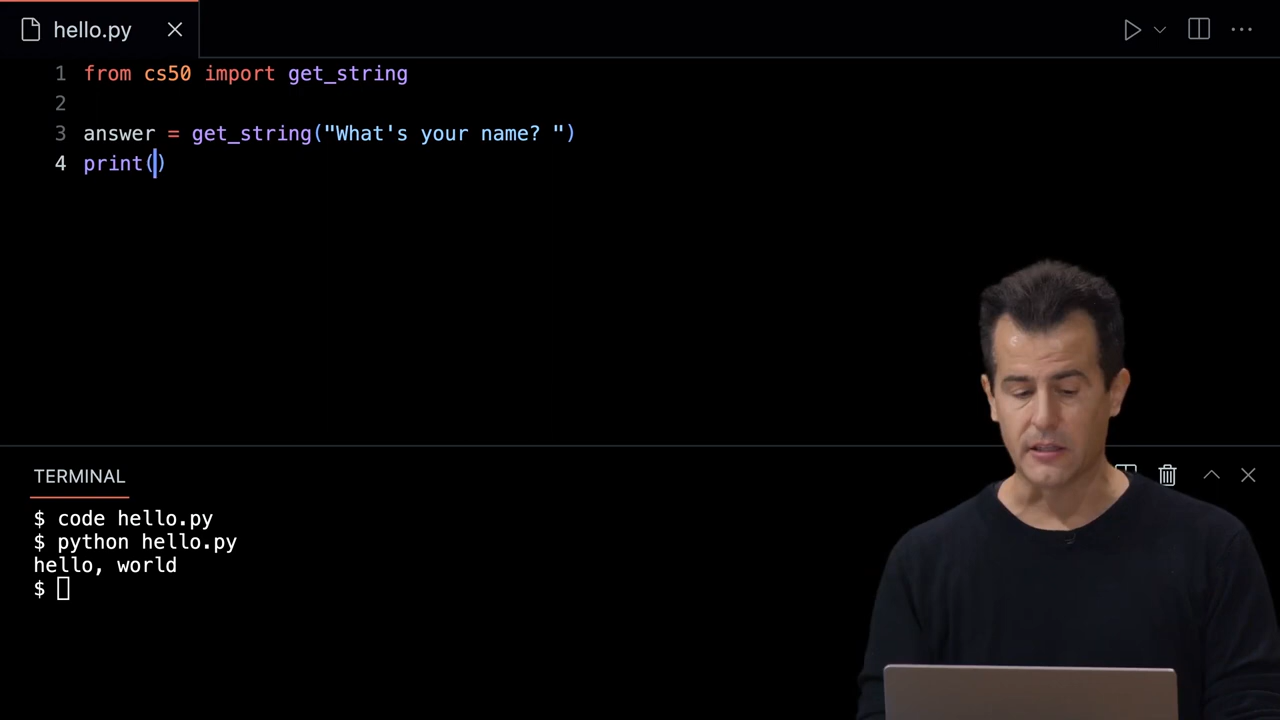 hello.py
1 from cs50 import get_string
2
3 answer = get_string("What's your name? ")
4 print()
TERMINAL
$ code hello.py
$ python hello.py
hello, world
$